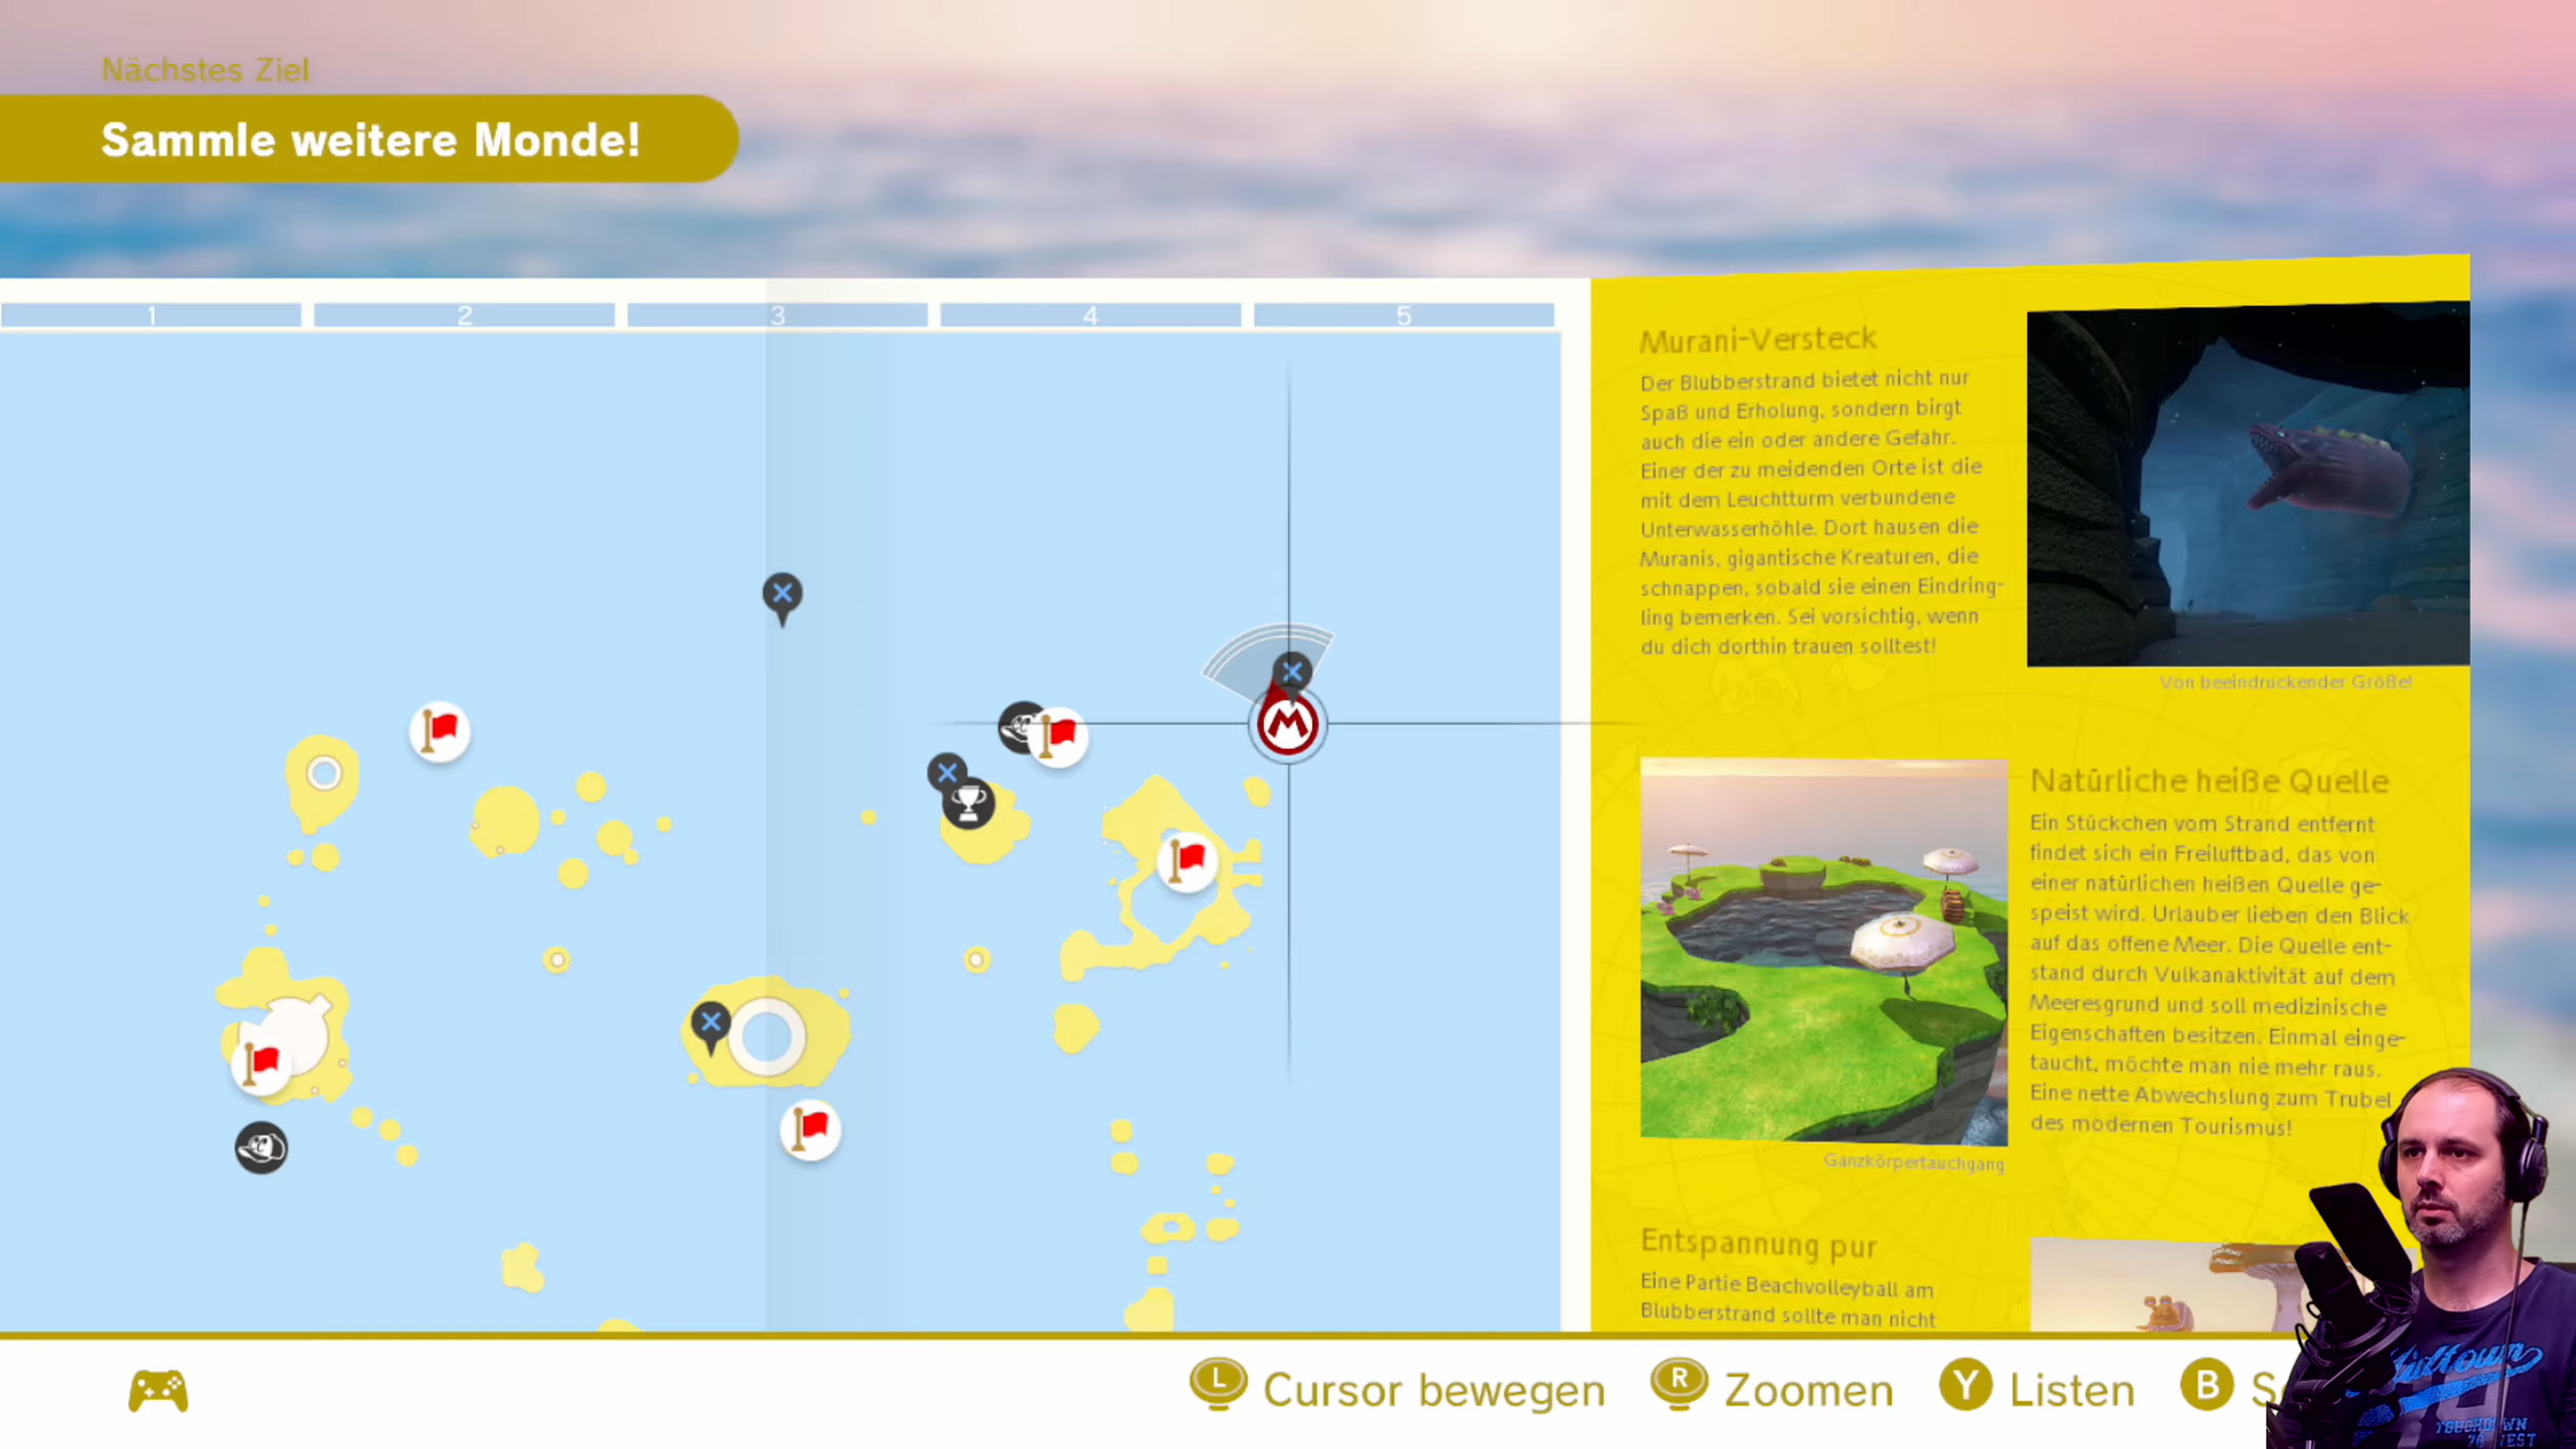 Nächstes Ziel
Sammle weitere Monde!
1
2
3
4
5
Murani-Versteck
Der Blubberstrand bietet nicht nur
Spaß und Erholung, sondern birgt
auch die ein oder andere Gefahr.
Einer der zu meidenden Orte ist die
mit dem Leuchtturm verbundene
Unterwasserhöhle. Dort hausen die
Muranis, gigantische Kreaturen, die
schnappen, sobald sie einen Eindring-
ling bemerken. Sei vorsichtig, wenn
du dich dorthin trauen solltest!
Von beeindruckender Größe!
Natürliche heiße Quelle
Ein Stückchen vom Strand entfernt
findet sich ein Freiluftbad, das von
einer natürlichen heißen Quelle ge-
speist wird. Urlauber lieben den Blick
auf das offene Meer. Die Quelle ent-
stand durch Vulkanaktivität auf dem
Meeresgrund und soll medizinische
Eigenschaften besitzen. Einmal einge-
taucht, möchte man nie mehr raus.
Eine nette Abwechslung zum Trubel
des modernen Tourismus!
Ganzkörpertauchgang
Entspannung pur
Eine Partie Beachvolleyball am
Blubberstrand sollte man nicht
M
L Cursor bewegen
R Zoomen
Y Listen
B